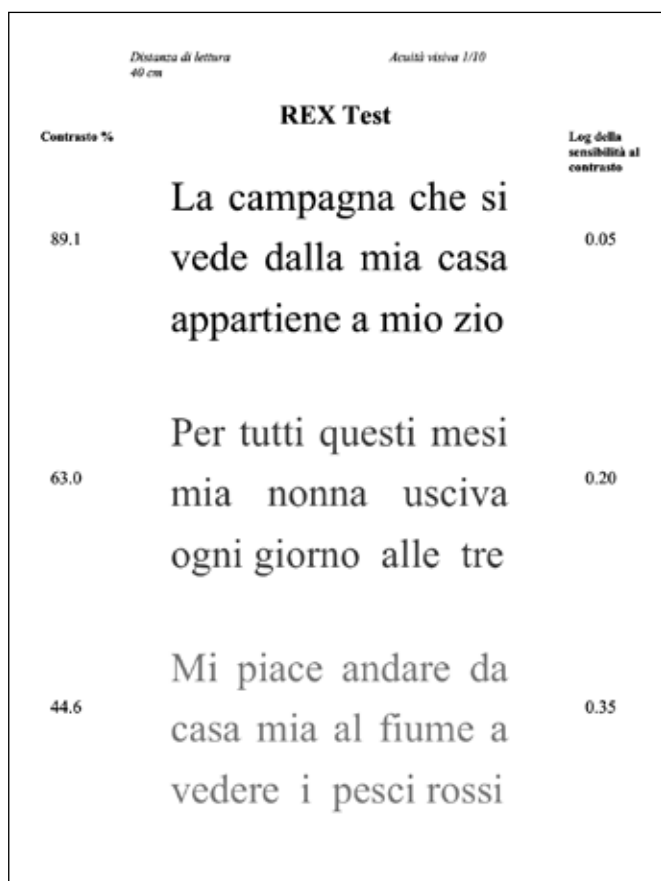 Distanza di lettura
40 cm
Acuità visiva 1/10
REX Test
Contrasto %
Log della
sensibilità al
contrasto
La campagna che si
89.1
vede dalla mia casa
0.05
appartiene a mio zio
Per tutti questi mesi
63.0
mia nonna usciva
0.20
ogni giorno alle tre
Mi piace andare da
44.6
casa mia al fiume a
0.35
vedere i pesci rossi